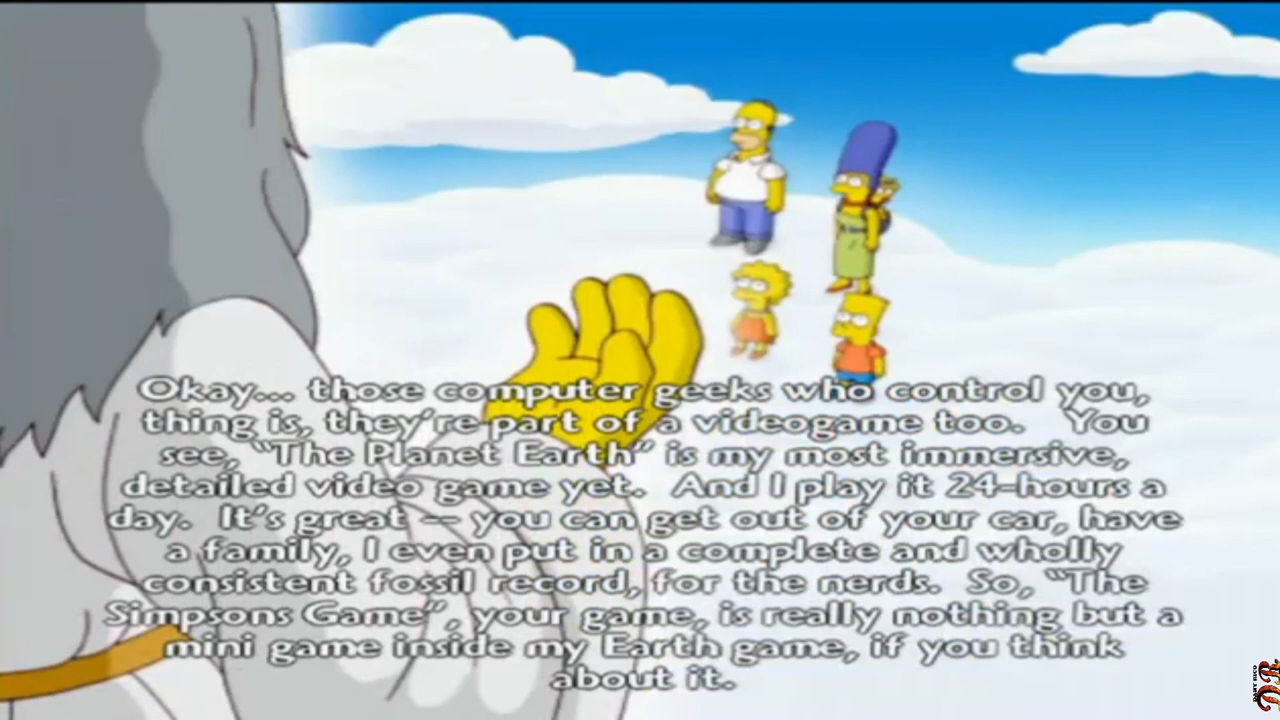 Okay... those computer geeks who control you,
thing is, they're part of a videogame too.  You
see, "The Planet Earth" is my most immersive,
detailed video game yet.  And I play it 24-hours a
day.  It's great — you can get out of your car, have
a family, I even put in a complete and wholly
consistent fossil record, for the nerds.  So, "The
Simpsons Game", your game, is really nothing but a
mini game inside my Earth game, if you think
about it.
DR